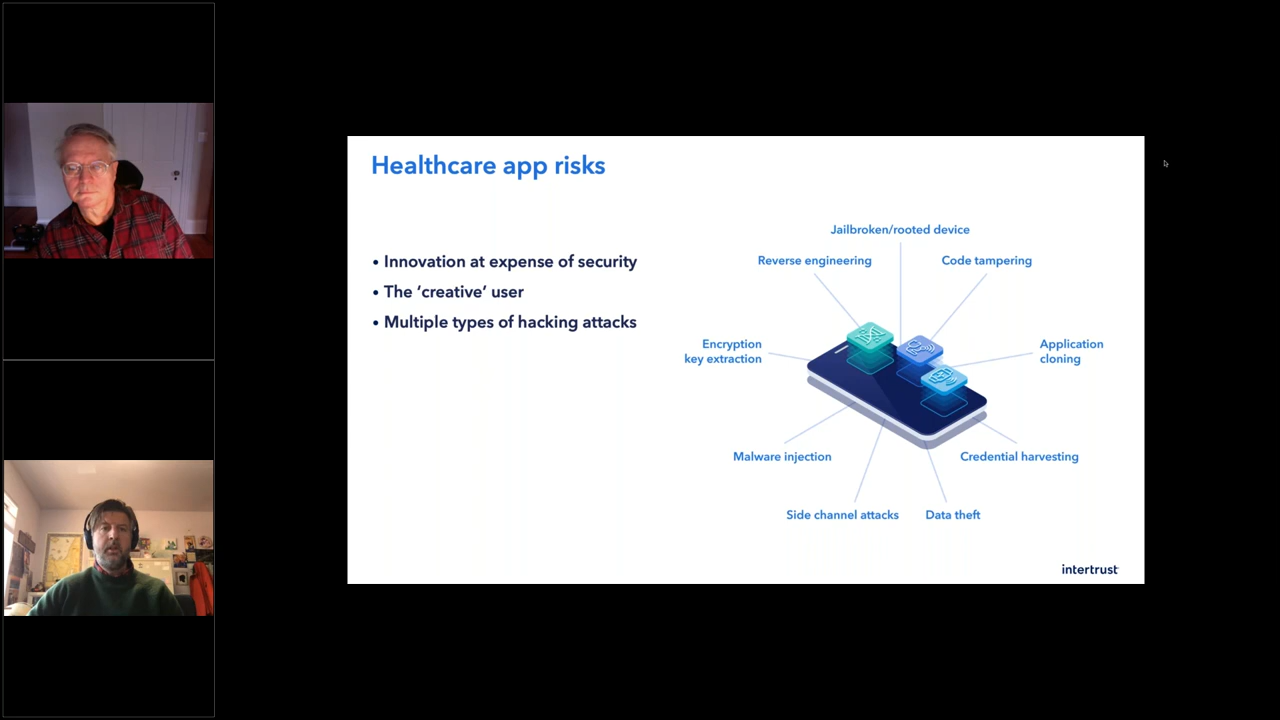 Healthcare app risks
• Innovation at expense of security
• The ‘creative’ user
• Multiple types of hacking attacks
Jailbroken/rooted device
Reverse engineering
Code tampering
Encryption
key extraction
Application
cloning
Malware injection
Credential harvesting
Side channel attacks
Data theft
intertrust